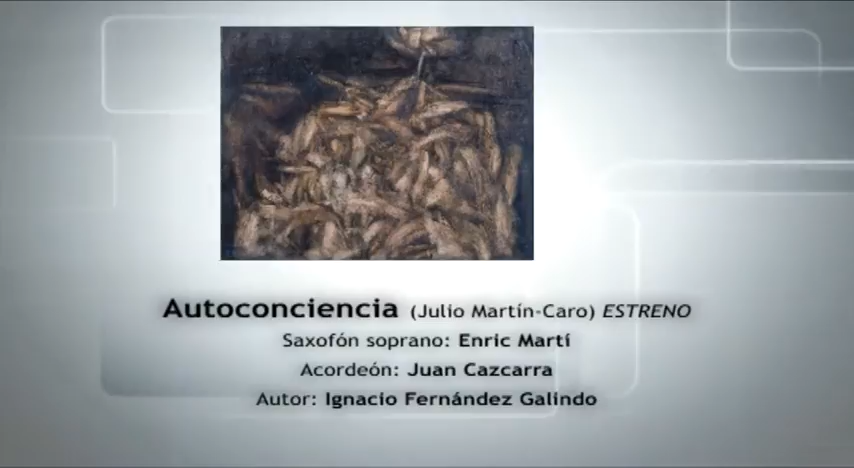 Autoconciencia (Julio Martín-Caro) ESTRENO
Saxofón soprano: Enric Martí
Acordeón: Juan Cazcarra
Autor: Ignacio Fernández Galindo